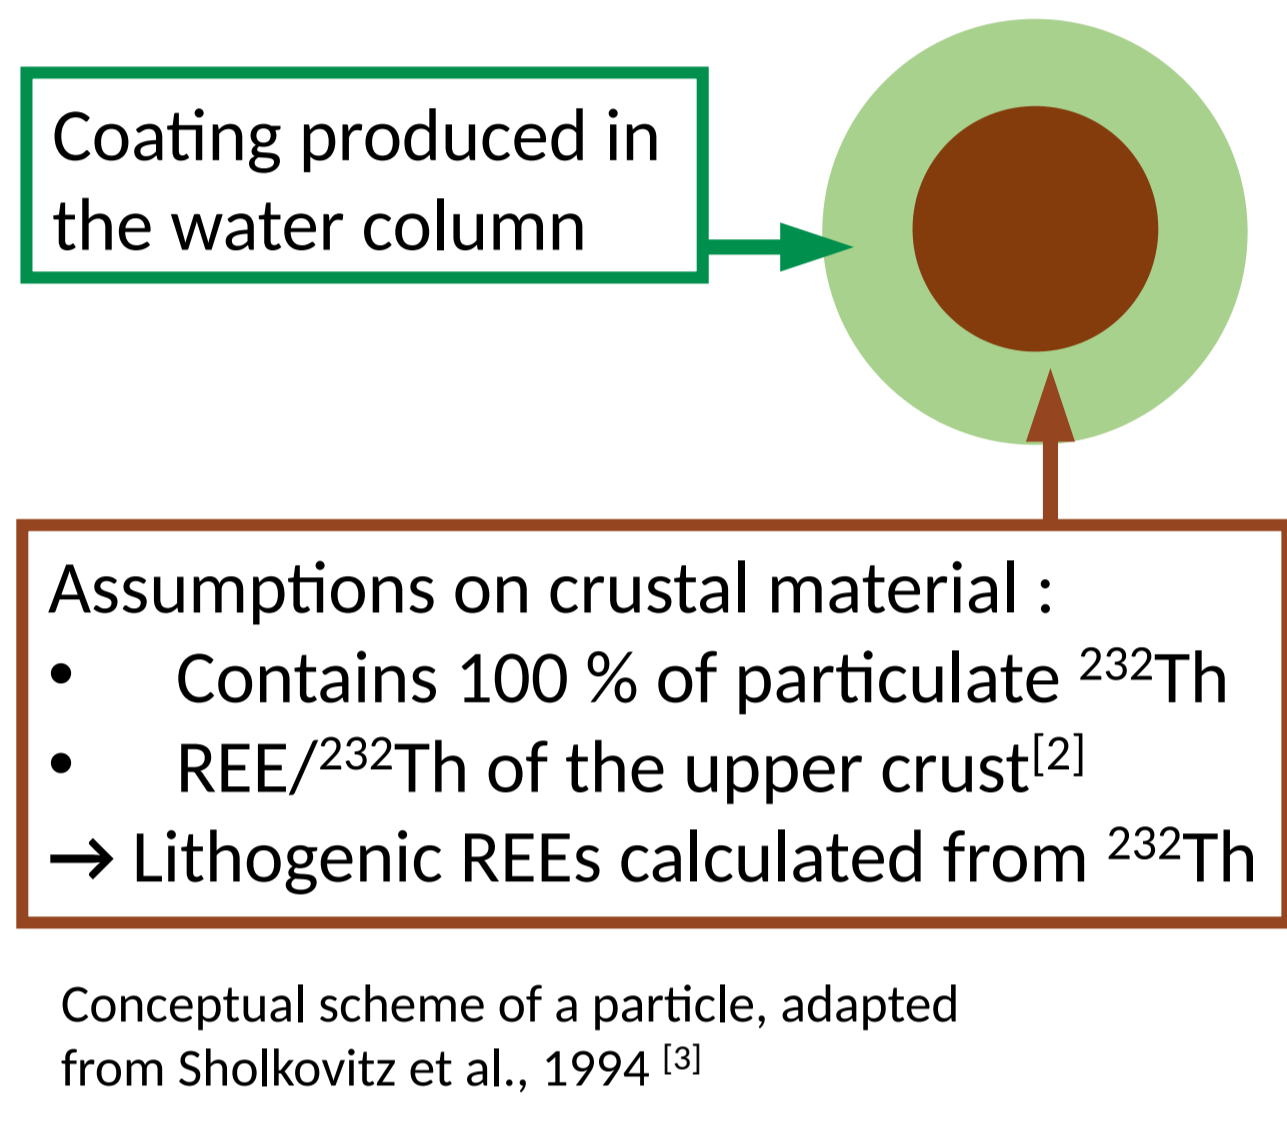 Coating produced in
the water column
Assumptions on crustal material :
• Contains 100 % of particulate ²³²Th
• REE/²³²Th of the upper crust[2]
→ Lithogenic REEs calculated from ²³²Th
Conceptual scheme of a particle, adapted
from Sholkovitz et al., 1994 [3]